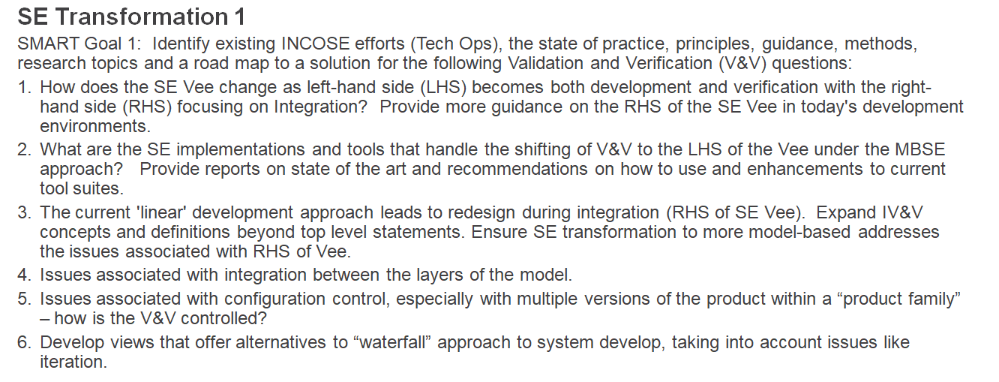 SE Transformation 1
SMART Goal 1:  Identify existing INCOSE efforts (Tech Ops), the state of practice, principles, guidance, methods,
research topics and a road map to a solution for the following Validation and Verification (V&V) questions:
1. How does the SE Vee change as left-hand side (LHS) becomes both development and verification with the right-
hand side (RHS) focusing on Integration?  Provide more guidance on the RHS of the SE Vee in today's development
environments.
2. What are the SE implementations and tools that handle the shifting of V&V to the LHS of the Vee under the MBSE
approach?   Provide reports on state of the art and recommendations on how to use and enhancements to current
tool suites.
3. The current 'linear' development approach leads to redesign during integration (RHS of SE Vee).  Expand IV&V
concepts and definitions beyond top level statements. Ensure SE transformation to more model-based addresses
the issues associated with RHS of Vee.
4. Issues associated with integration between the layers of the model.
5. Issues associated with configuration control, especially with multiple versions of the product within a “product family”
– how is the V&V controlled?
6. Develop views that offer alternatives to “waterfall” approach to system develop, taking into account issues like
iteration.